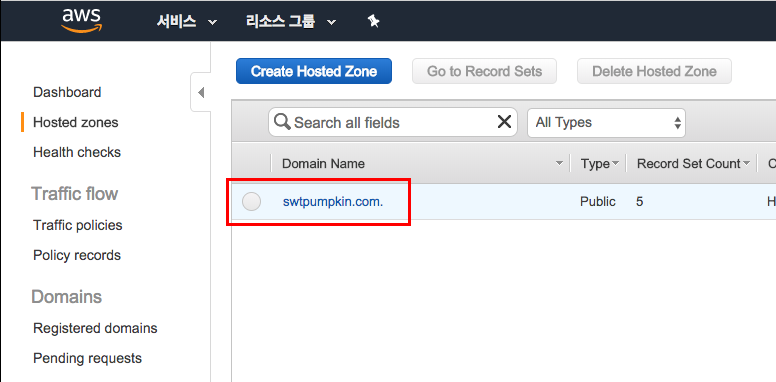 aws 서비스 리소스 그룹
Create Hosted Zone Go to Record Sets Delete Hosted Zone
Dashboard
Hosted zones
Health checks
Traffic flow
Traffic policies
Policy records
Domains
Registered domains
Pending requests
Search all fields All Types
Domain Name Type Record Set Count C
swtpumpkin.com. Public 5 H